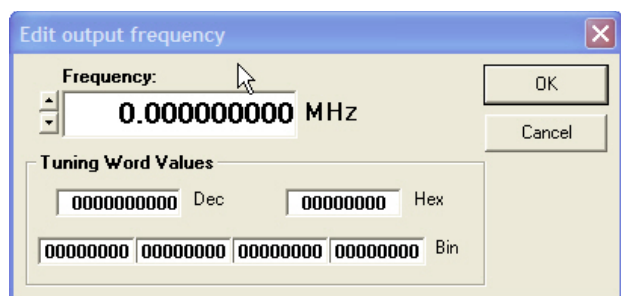 Edit output frequency
Frequency:
0.000000000 MHz
OK
Cancel
Tuning Word Values
0000000000 Dec 00000000 Hex
00000000 00000000 00000000 00000000 Bin